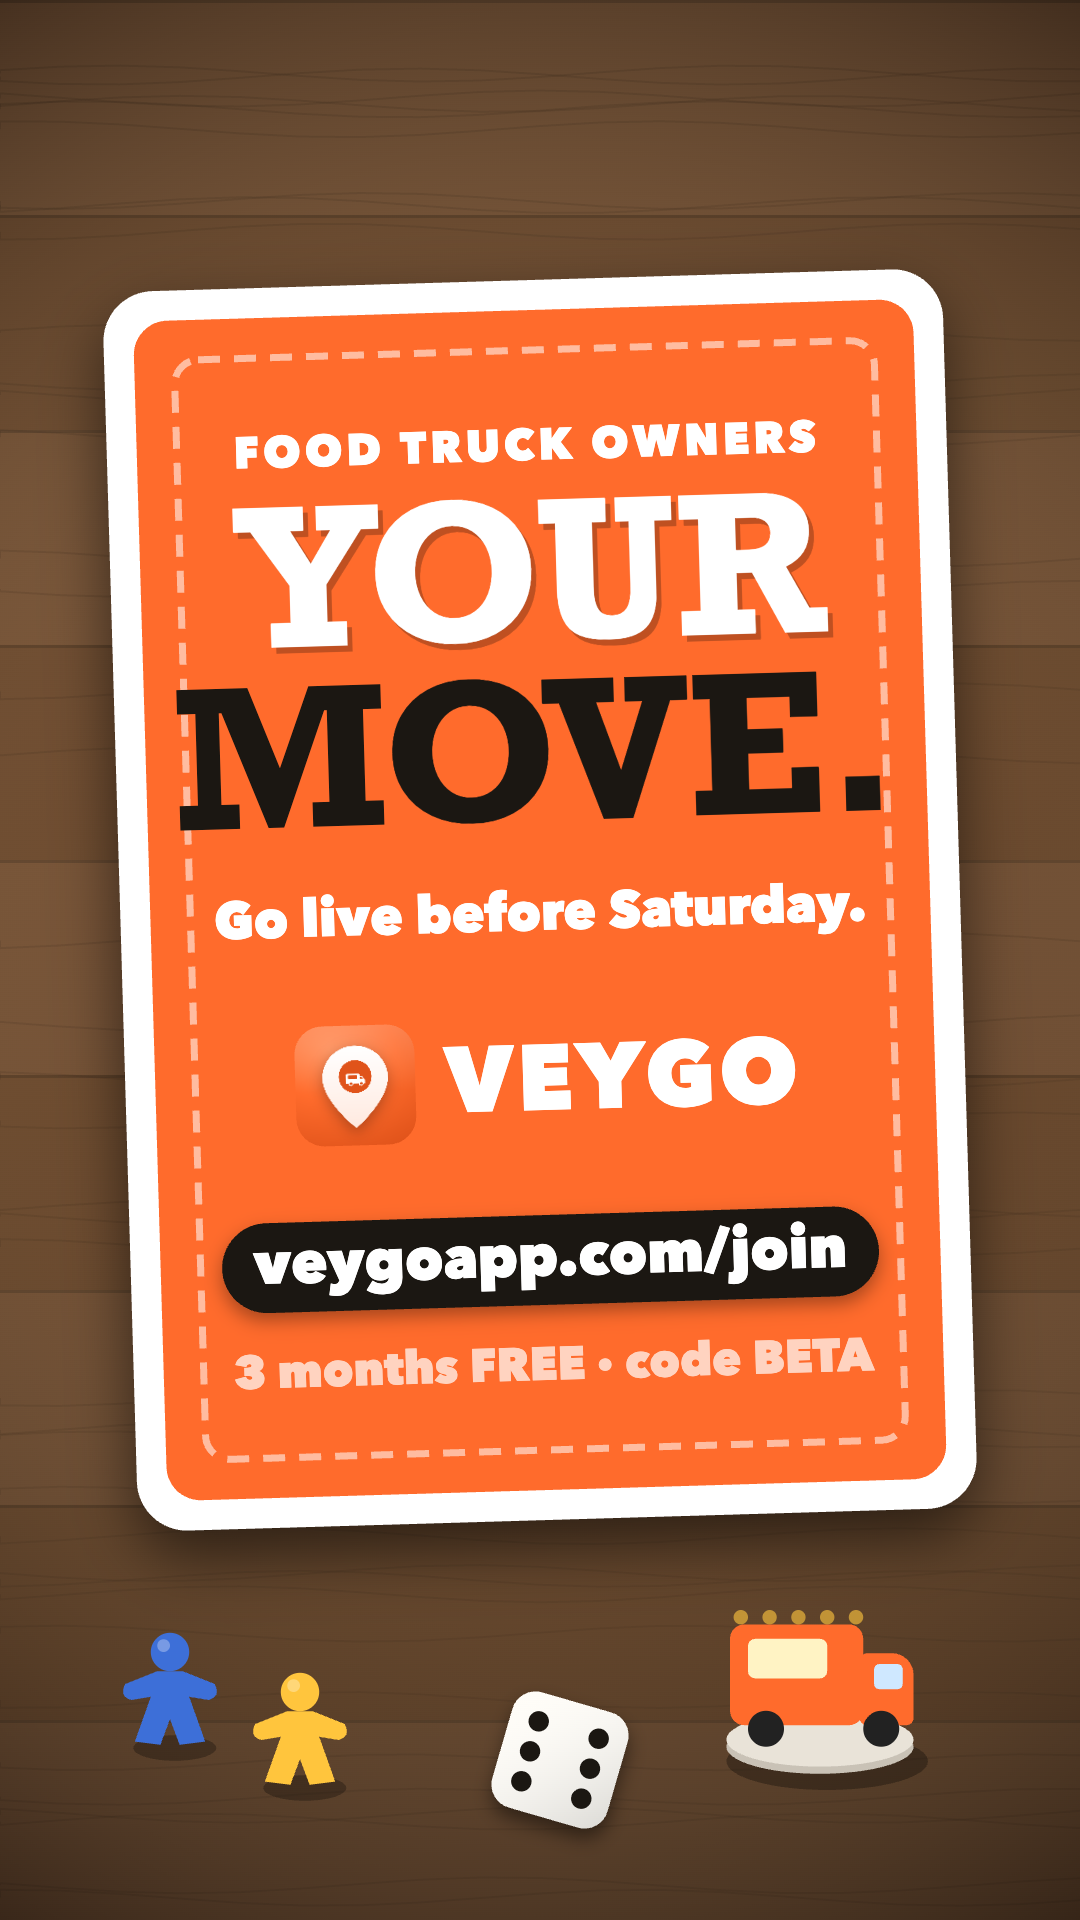 FOOD TRUCK OWNERS
YOUR
MOVE.
Go live before Saturday.
VEYGO
veygoapp.com/join
3 months FREE • code BETA